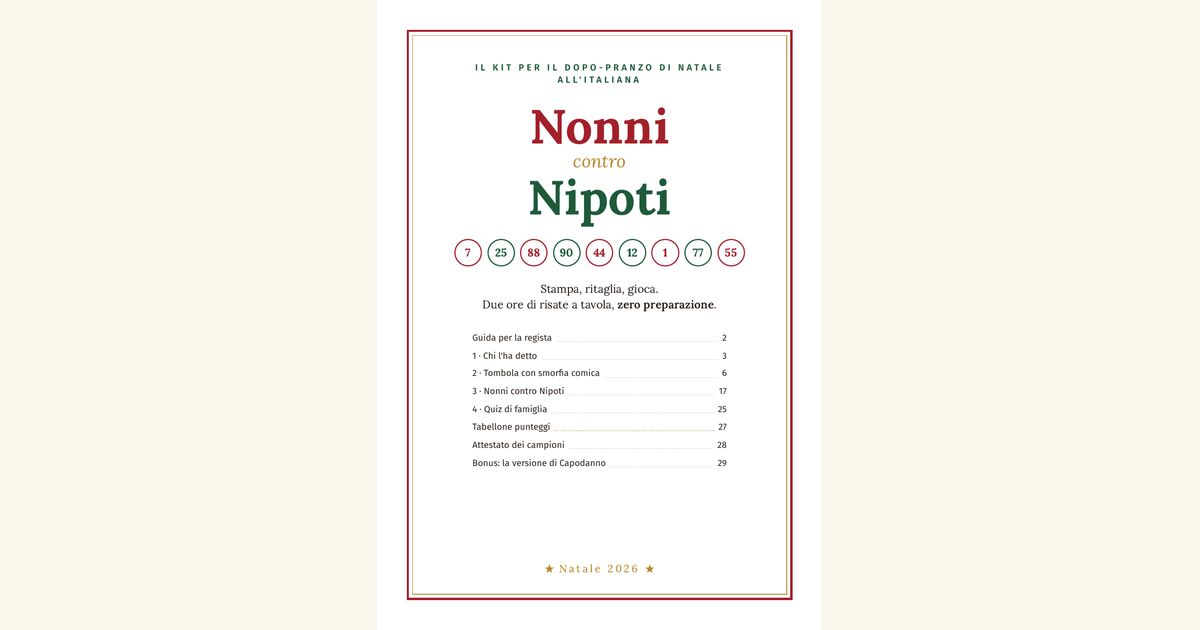 IL KIT PER IL DOPO-PRANZO DI NATALE
ALL'ITALIANA
Nonni
contro
Nipoti
7 25 88 90 44 12 1 77 55
Stampa, ritaglia, gioca.
Due ore di risate a tavola, zero preparazione.
Guida per la regista 2
1 · Chi l'ha detto 3
2 · Tombola con smorfia comica 6
3 · Nonni contro Nipoti 17
4 · Quiz di famiglia 25
Tabellone punteggi 27
Attestato dei campioni 28
Bonus: la versione di Capodanno 29
★ Natale 2026 ★